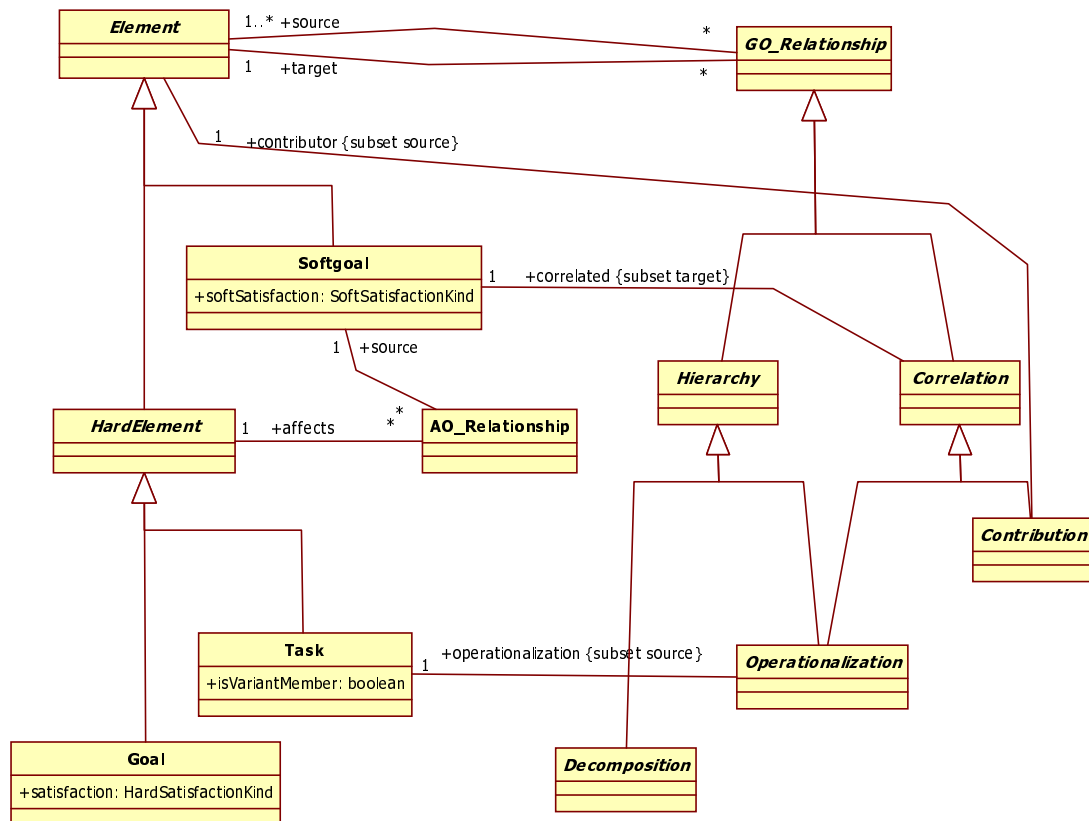 Element
1..* +source
*
GO_Relationship
1 +target
*
1 +contributor {subset source}
Softgoal
+softSatisfaction: SoftSatisfactionKind
1 +correlated {subset target}
1 +source
Hierarchy
Correlation
HardElement
1 +affects
*
*
AO_Relationship
Contribution
Task
+isVariantMember: boolean
1 +operationalization {subset source}
Operationalization
Goal
+satisfaction: HardSatisfactionKind
Decomposition